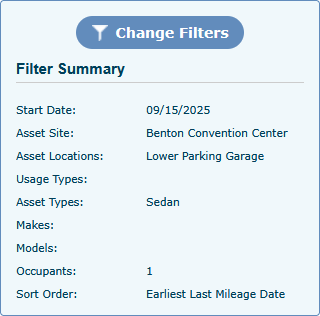 Change Filters
Filter Summary
Start Date: 09/15/2025
Asset Site: Benton Convention Center
Asset Locations: Lower Parking Garage
Usage Types:
Asset Types: Sedan
Makes:
Models:
Occupants: 1
Sort Order: Earliest Last Mileage Date